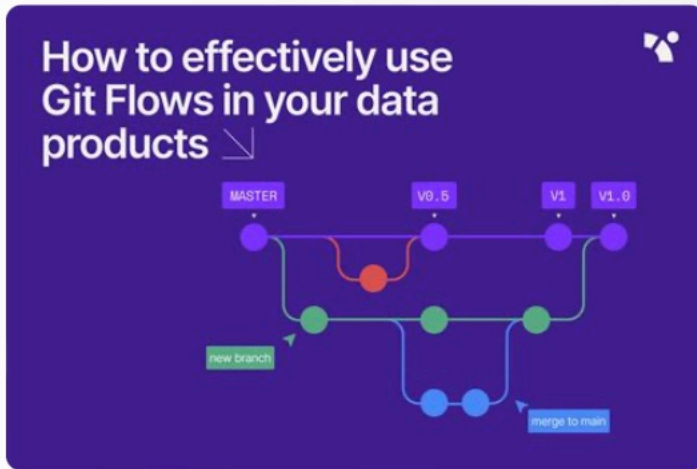 How to effectively use
Git Flows in your data
products
MASTER
V0.5
V1
V1.0
new branch
merge to main